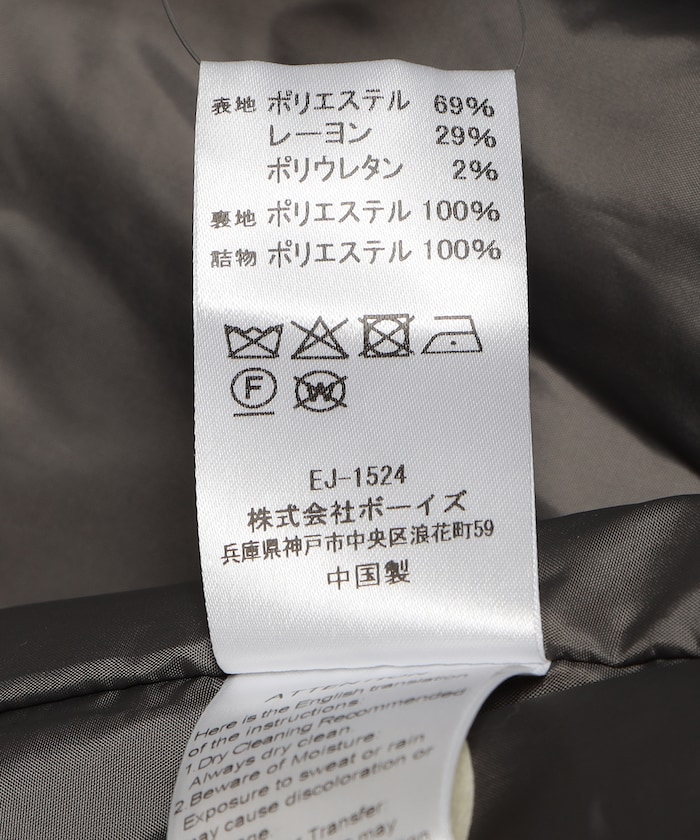 表地 ポリエステル 69%
レーヨン 29%
ポリウレタン 2%
裏地 ポリエステル 100%
詰物 ポリエステル 100%
F W
EJ-1524
株式会社ボーイズ
兵庫県神戸市中央区浪花町59
中国製
Here is the English translation
of the instructions.
1.Dry Cleaning Recommended
Always dry clean.
2.Beware of Moisture:
Exposure to sweat or rain
may cause discoloration or
Transfer:
may